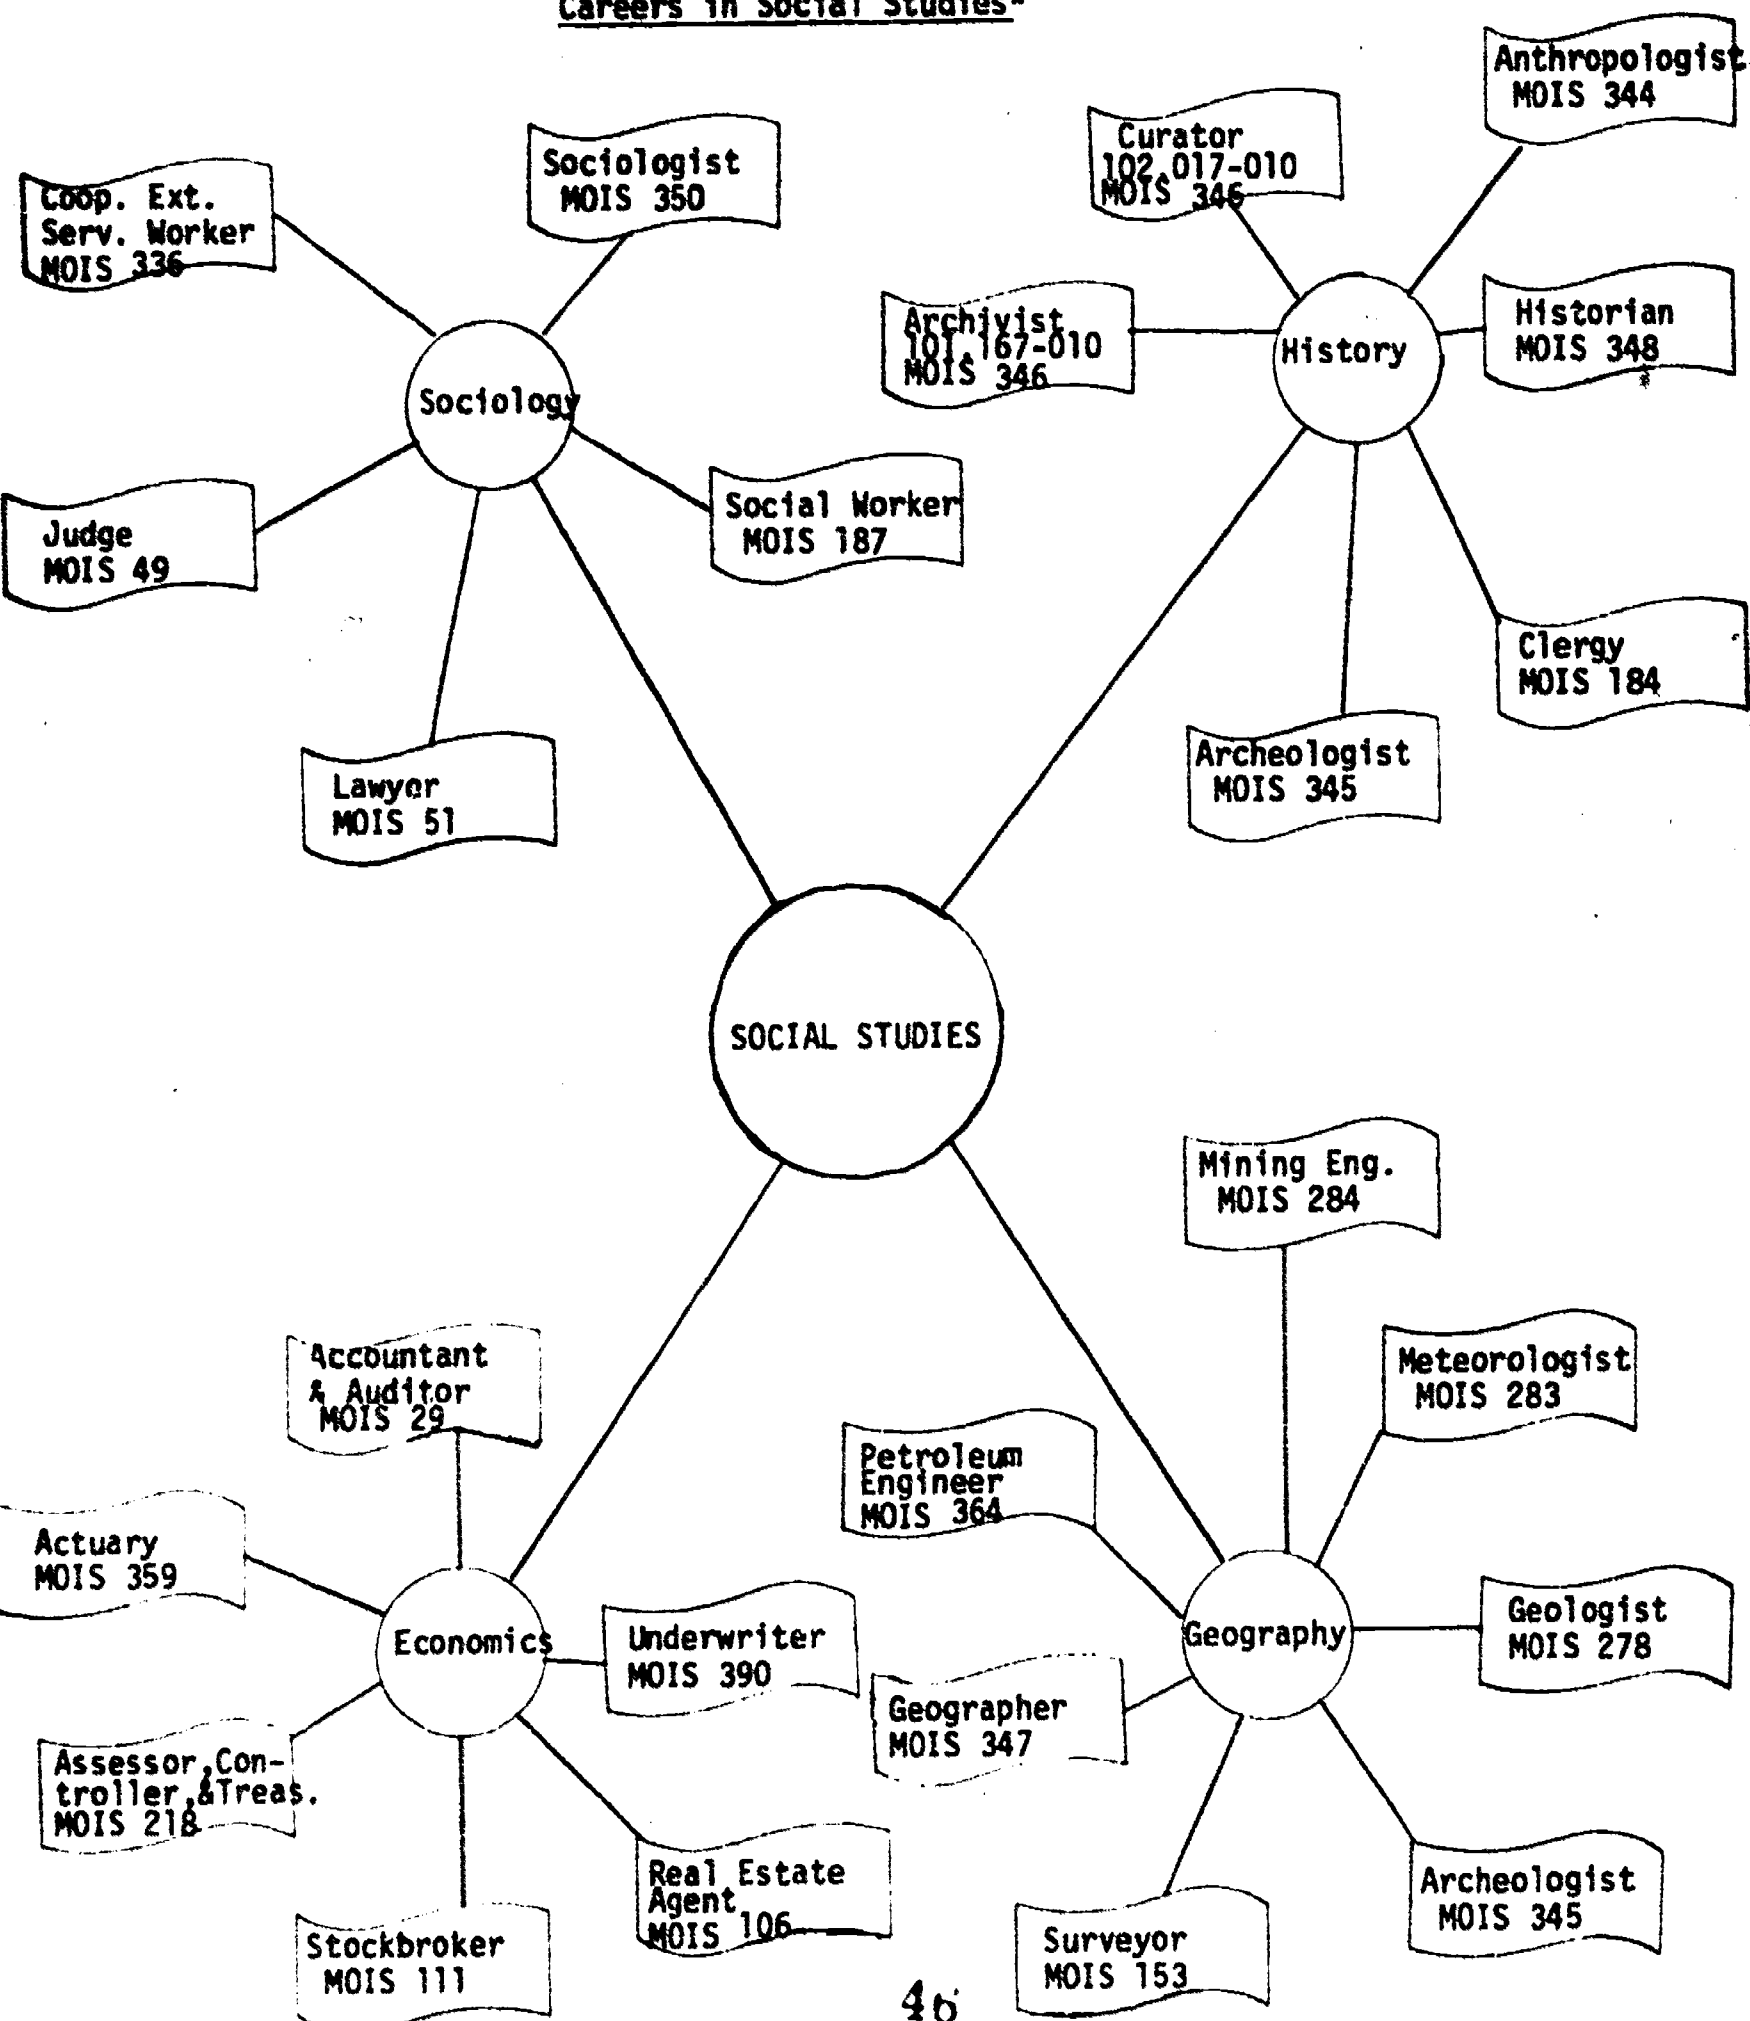 Careers in Social Studies
Anthropologist
MOIS 344
Curator
102.017-010
MOIS 346
Sociologist
MOIS 350
Coop. Ext.
Serv. Worker
MOIS 336
Archivist
101.167-010
MOIS 346
History
Historian
MOIS 348
Sociology
Social Worker
MOIS 187
Judge
MOIS 49
Clergy
MOIS 184
Archeologist
MOIS 345
Lawyer
MOIS 51
SOCIAL STUDIES
Mining Eng.
MOIS 284
Accountant
& Auditor
MOIS 29
Meteorologist
MOIS 283
Petroleum
Engineer
MOIS 364
Actuary
MOIS 359
Economics
Underwriter
MOIS 390
Geography
Geologist
MOIS 278
Geographer
MOIS 347
Assessor,Con-
troller,&Treas.
MOIS 218
Real Estate
Agent
MOIS 106
Archeologist
MOIS 345
Stockbroker
MOIS 111
Surveyor
MOIS 153